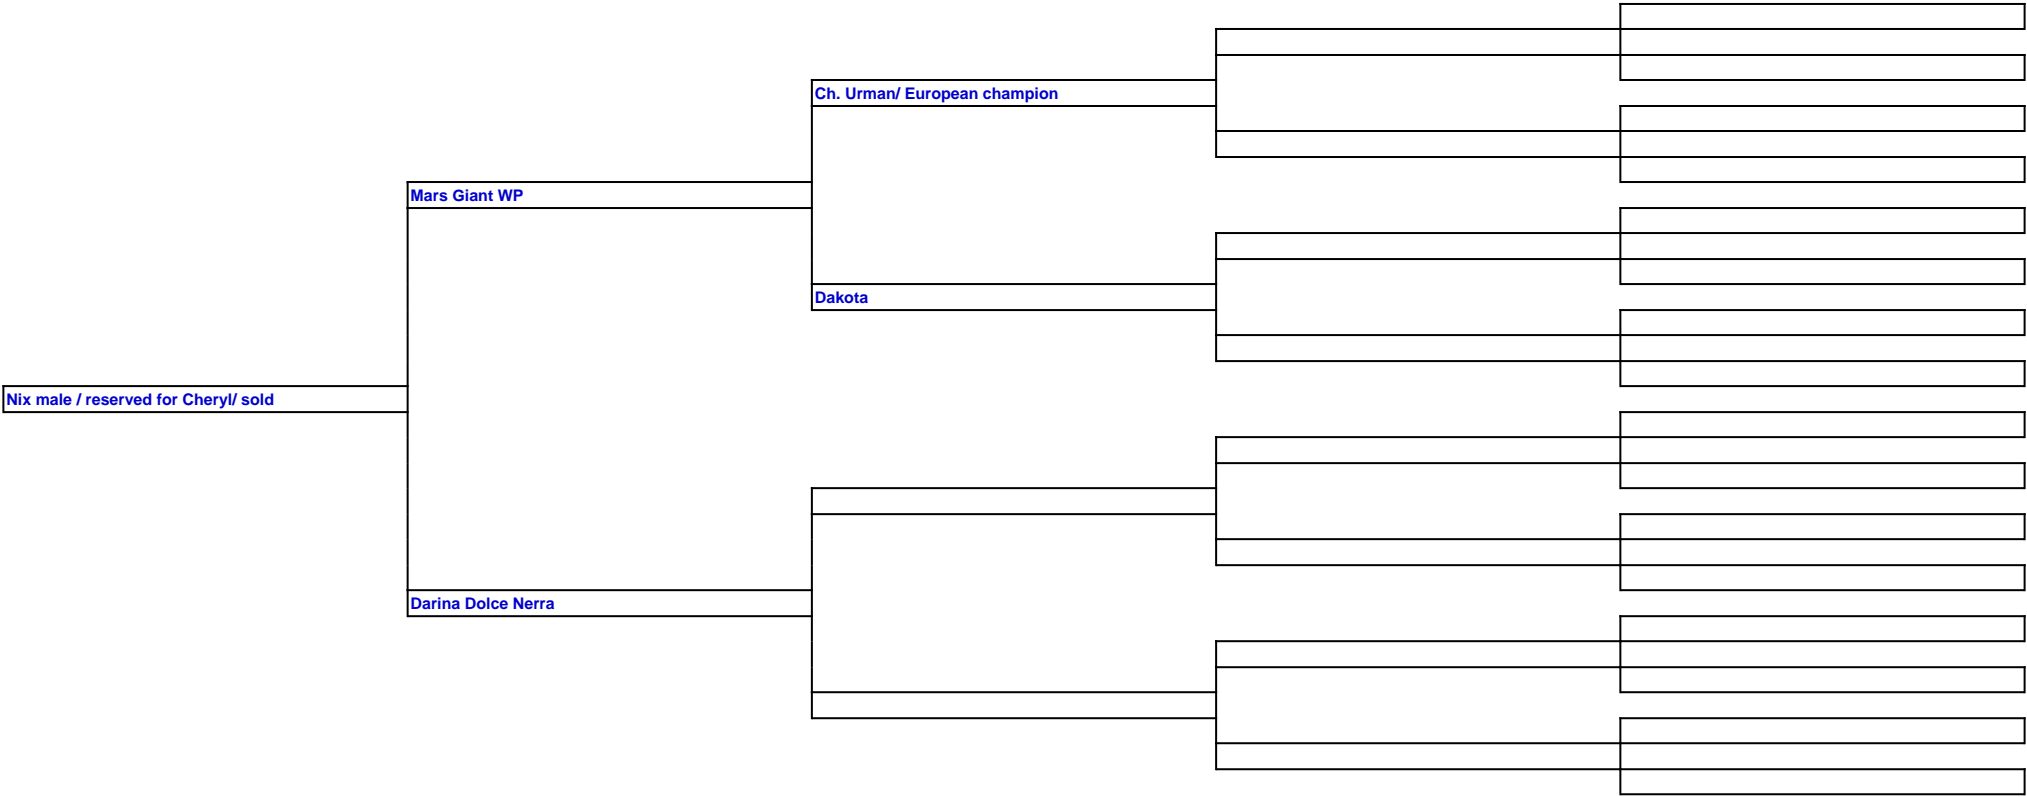 Ch. Urman/ European champion
Mars Giant WP
Dakota
Nix male / reserved for Cheryl/ sold
Darina Dolce Nerra